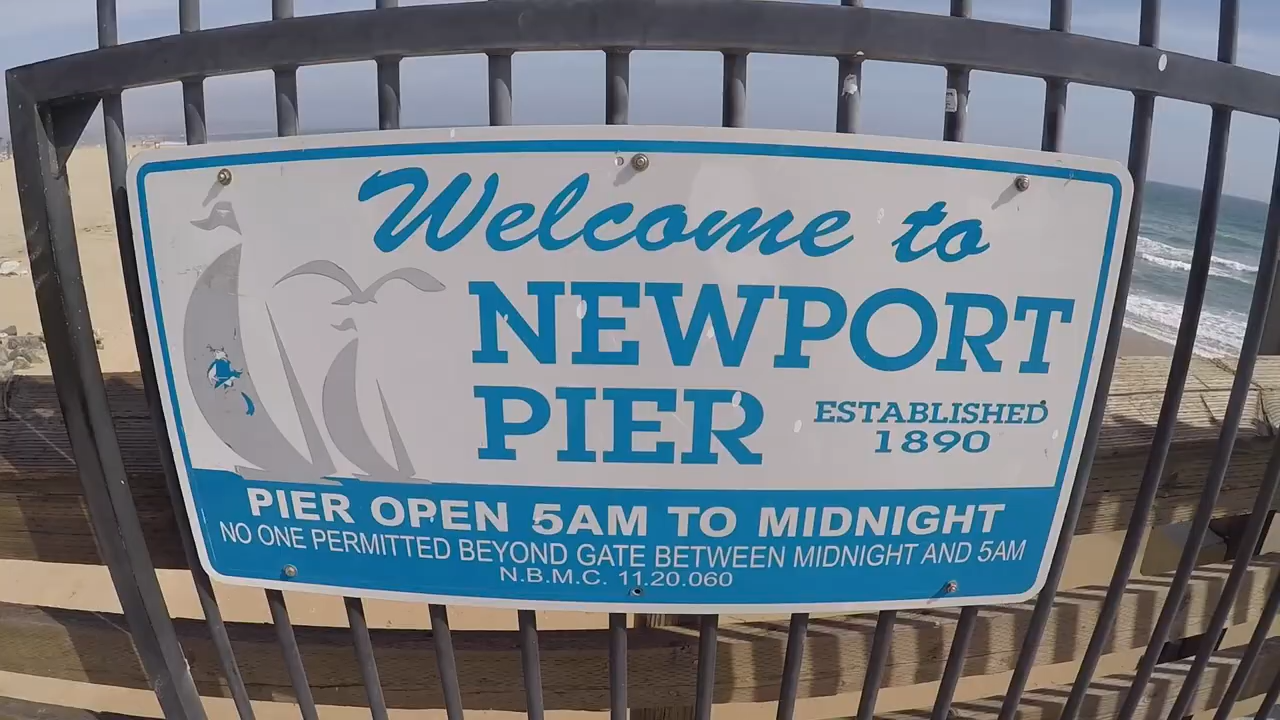 Welcome to
NEWPORT
PIER
ESTABLISHED
1890
PIER OPEN 5AM TO MIDNIGHT
NO ONE PERMITTED BEYOND GATE BETWEEN MIDNIGHT AND 5AM
N.B.M.C. 11.20.060